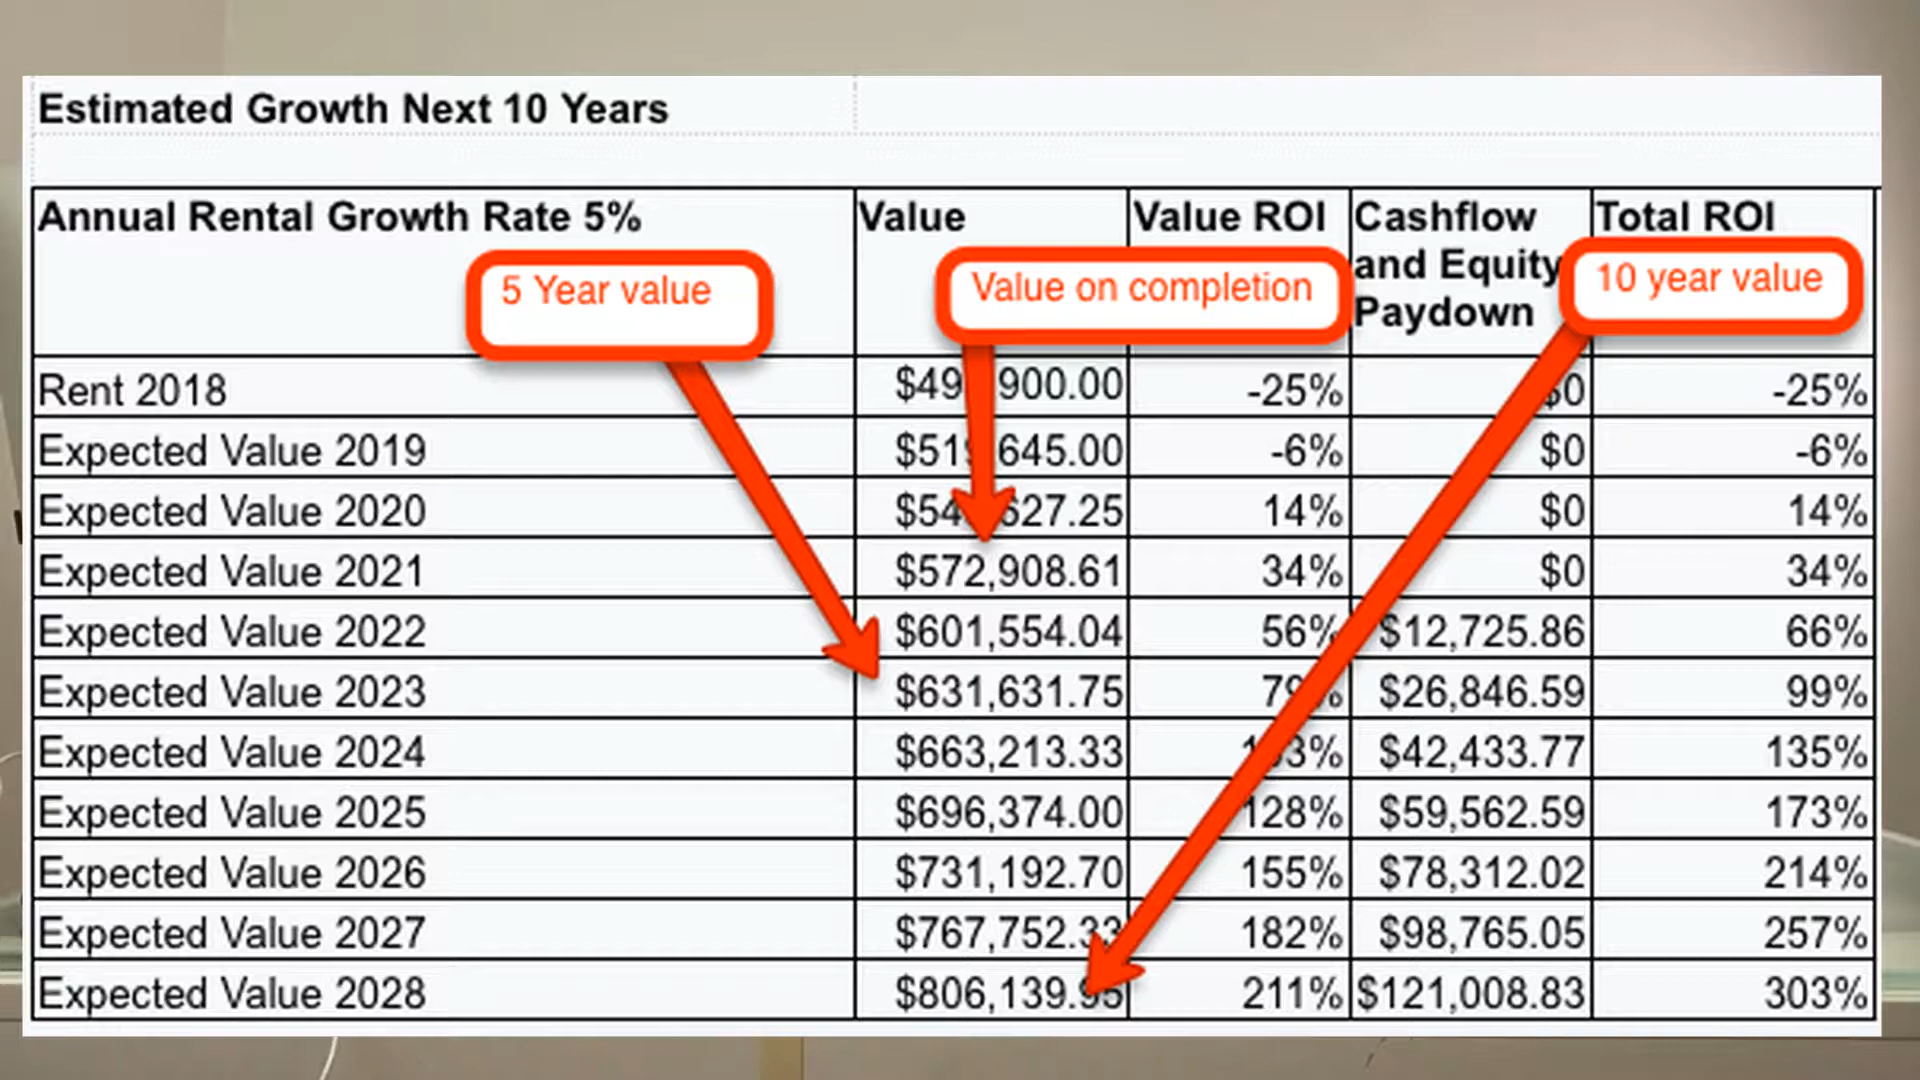 Estimated Growth Next 10 Years
Annual Rental Growth Rate 5% Value Value ROI Cashflow and Equity Paydown Total ROI
5 Year value
Value on completion
10 year value
Rent 2018 -25% -25%
Expected Value 2019 -6% $0 -6%
Expected Value 2020 14% $0 14%
Expected Value 2021 $572,908.61 34% $0 34%
Expected Value 2022 $601,554.04 56% $12,725.86 66%
Expected Value 2023 $631,631.75 $26,846.59 99%
Expected Value 2024 $663,213.33 $42,433.77 135%
Expected Value 2025 $696,374.00 128% $59,562.59 173%
Expected Value 2026 $731,192.70 155% $78,312.02 214%
Expected Value 2027 $767,752.33 182% $98,765.05 257%
Expected Value 2028 $806,139.95 211% $121,008.83 303%